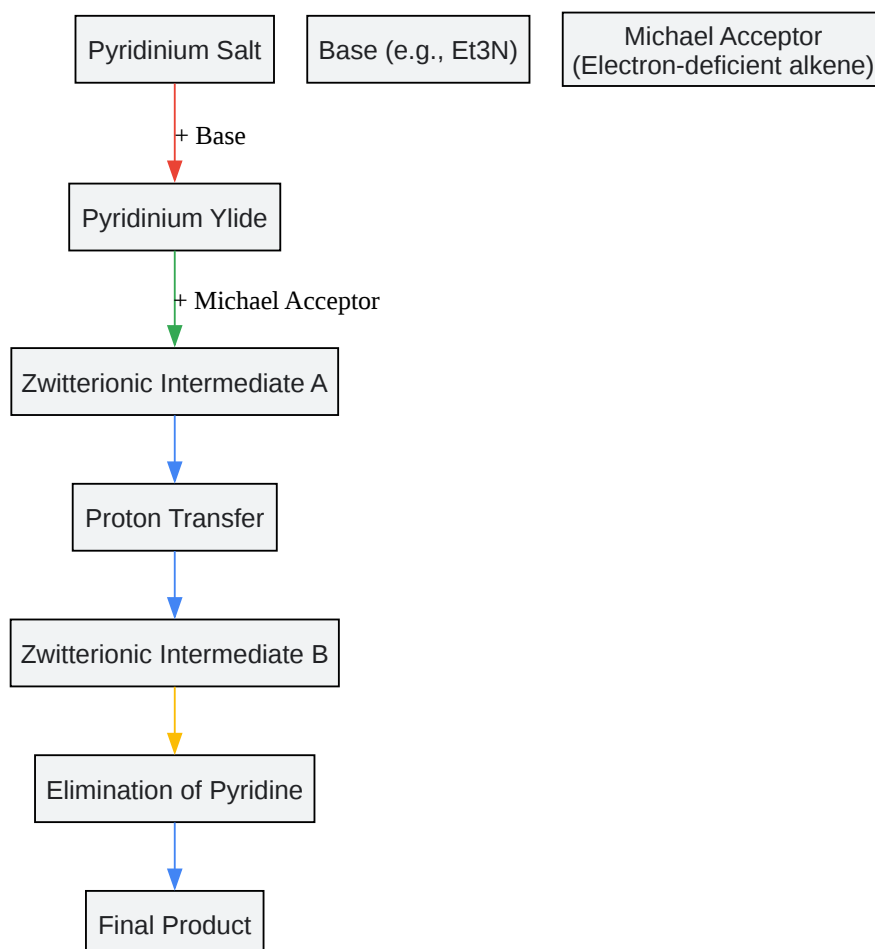 Pyridinium Salt
Base (e.g., Et3N)
Michael Acceptor
(Electron-deficient alkene)
+ Base
Pyridinium Ylide
+ Michael Acceptor
Zwitterionic Intermediate A
Proton Transfer
Zwitterionic Intermediate B
Elimination of Pyridine
Final Product